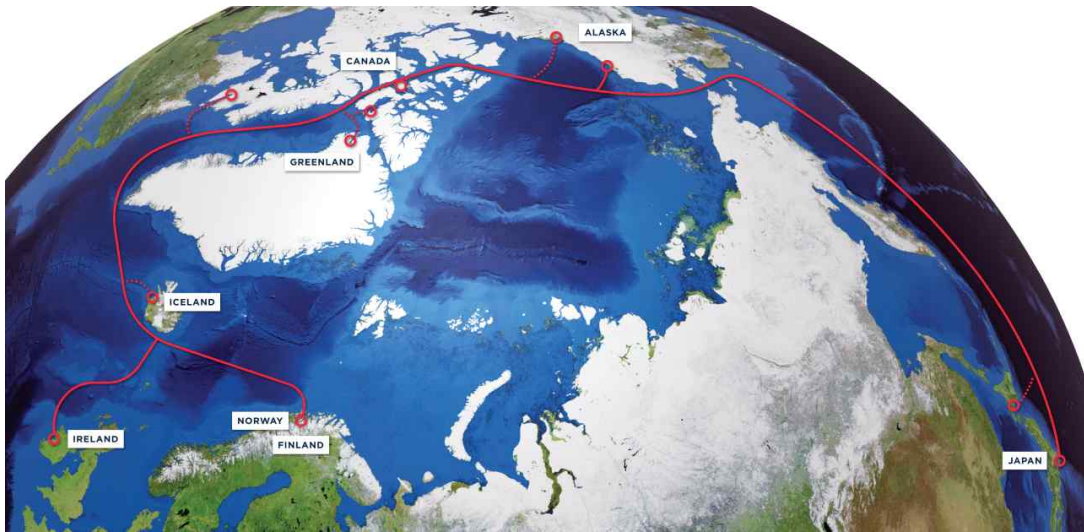 ALASKA
CANADA
GREENLAND
ICELAND
NORWAY
IRELAND
FINLAND
JAPAN